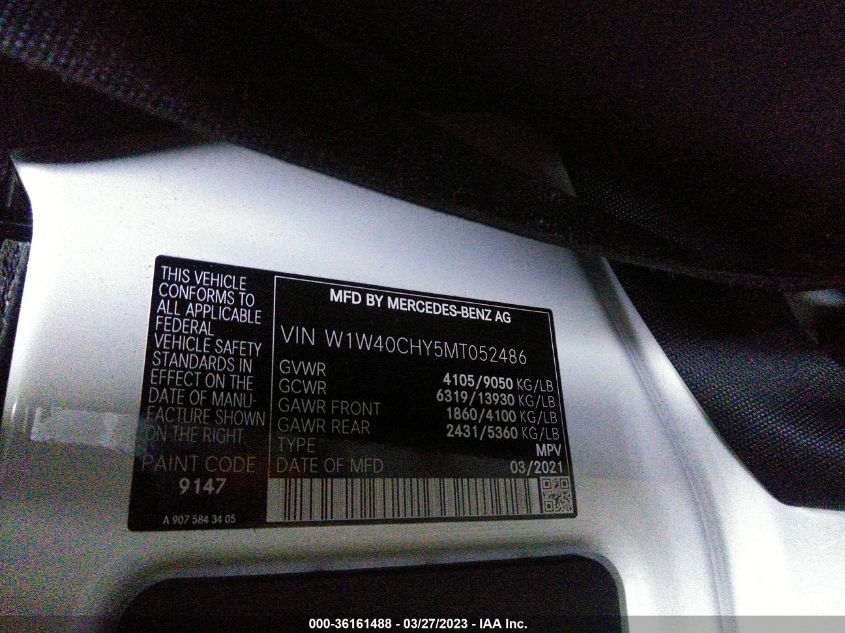 THIS VEHICLE
CONFORMS TO
ALL APPLICABLE
FEDERAL
VEHICLE SAFETY
STANDARDS IN
EFFECT ON THE
DATE OF MANU-
FACTURE SHOWN
ON THE RIGHT
PAINT CODE
9147
A 907 584 34 05
MFD BY MERCEDES-BENZ AG
VIN W1W40CHY5MT052486
GVWR 4105/9050 KG/LB
GCWR 6319/13930 KG/LB
GAWR FRONT 1860/4100 KG/LB
GAWR REAR 2431/5360 KG/LB
TYPE MPV
DATE OF MFD 03/2021
000-36161488 - 03/27/2023 - IAA Inc.